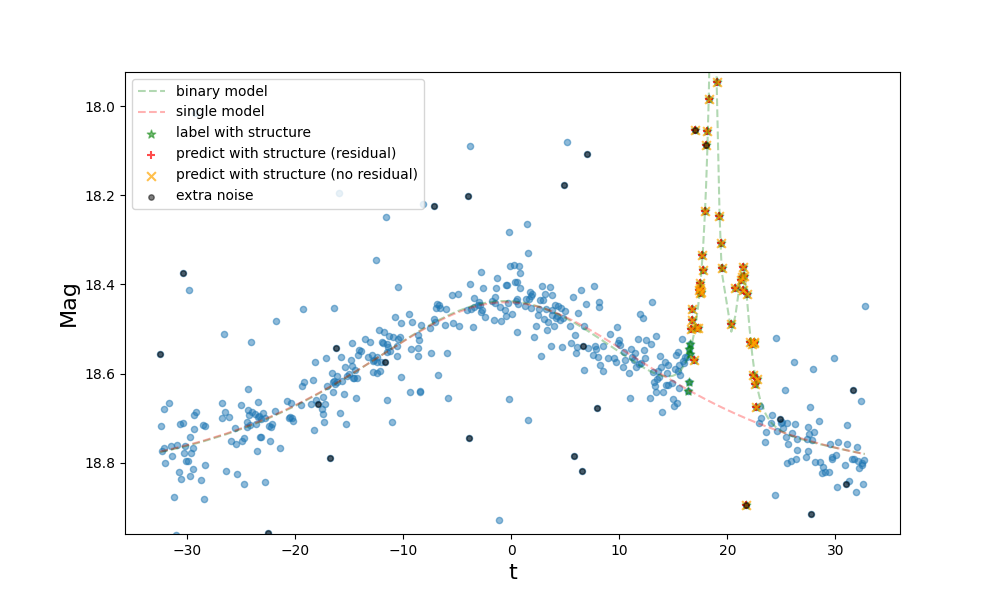 binary model
single model
label with structure
predict with structure (residual)
predict with structure (no residual)
extra noise
18.0
18.2
18.4
18.6
18.8
Mag
−30
−20
−10
0
10
20
30
t